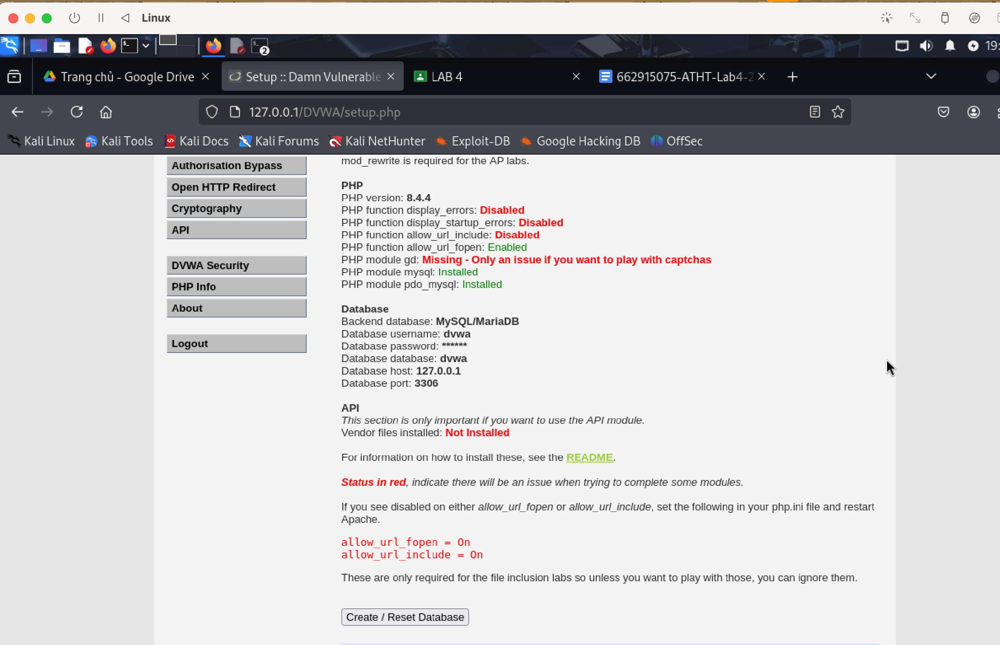 Linux
2
19:
Trang chủ - Google Drive
Setup :: Damn Vulnerable
LAB 4
662915075-ATHT-Lab4-2
127.0.0.1/DVWA/setup.php
Kali Linux
Kali Tools
Kali Docs
Kali Forums
Kali NetHunter
Exploit-DB
Google Hacking DB
OffSec
Authorisation Bypass
Open HTTP Redirect
Cryptography
API
DVWA Security
PHP Info
About
Logout
mod_rewrite is required for the AP labs.
PHP
PHP version: 8.4.4
PHP function display_errors: Disabled
PHP function display_startup_errors: Disabled
PHP function allow_url_include: Disabled
PHP function allow_url_fopen: Enabled
PHP module gd: Missing - Only an issue if you want to play with captchas
PHP module mysql: Installed
PHP module pdo_mysql: Installed
Database
Backend database: MySQL/MariaDB
Database username: dvwa
Database password: ******
Database database: dvwa
Database host: 127.0.0.1
Database port: 3306
API
This section is only important if you want to use the API module.
Vendor files installed: Not Installed
For information on how to install these, see the README.
Status in red, indicate there will be an issue when trying to complete some modules.
If you see disabled on either allow_url_fopen or allow_url_include, set the following in your php.ini file and restart
Apache.
allow_url_fopen = On
allow_url_include = On
These are only required for the file inclusion labs so unless you want to play with those, you can ignore them.
Create / Reset Database